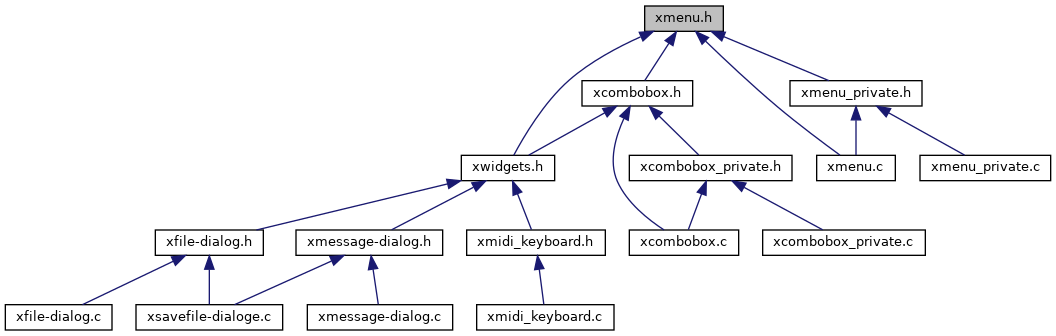 xmenu.h
xcombobox.h
xmenu_private.h
xwidgets.h
xcombobox_private.h
xmenu.c
xmenu_private.c
xfile-dialog.h
xmessage-dialog.h
xmidi_keyboard.h
xcombobox.c
xcombobox_private.c
xfile-dialog.c
xsavefile-dialoge.c
xmessage-dialog.c
xmidi_keyboard.c